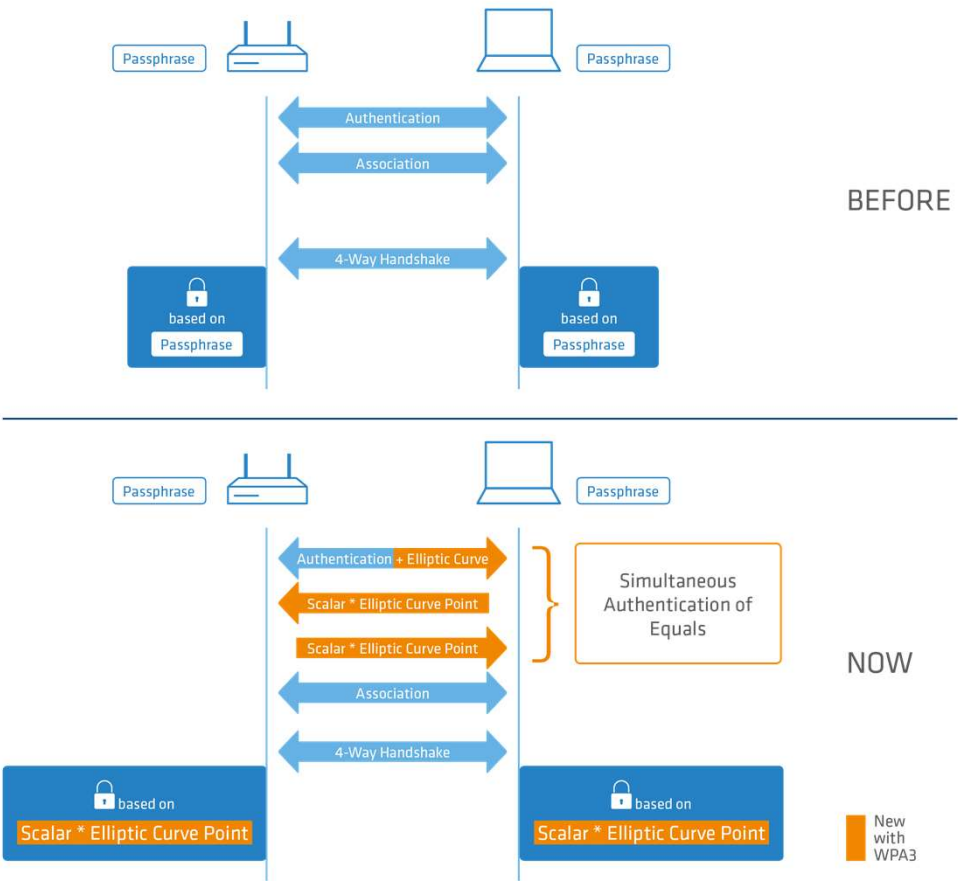 Passphrase
Passphrase
Authentication
Association
BEFORE
4-Way Handshake
based on
Passphrase
based on
Passphrase
Passphrase
Passphrase
Authentication + Elliptic Curve
Scalar * Elliptic Curve Point
Scalar * Elliptic Curve Point
Simultaneous
Authentication of
Equals
NOW
Association
4-Way Handshake
based on
Scalar * Elliptic Curve Point
based on
Scalar * Elliptic Curve Point
New
with
WPA3